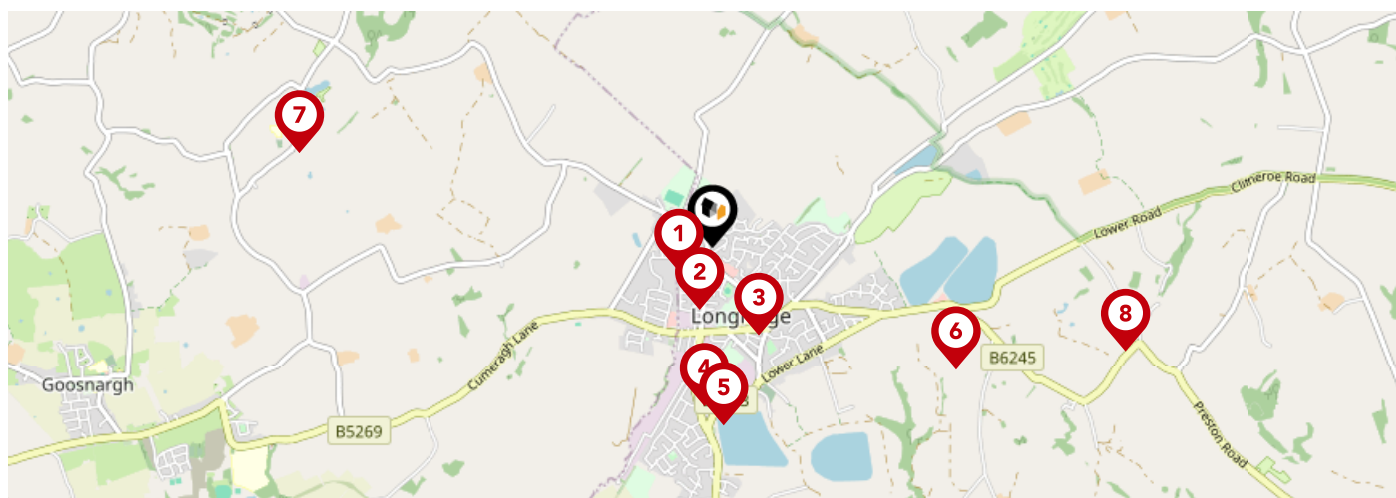 7
Clitheroe Road
Lower Road
1
2
3
Longridge
8
6
B6245
Cumeragh Lane
Lower Lane
4
5
Goosnargh
B5269
Preston Road